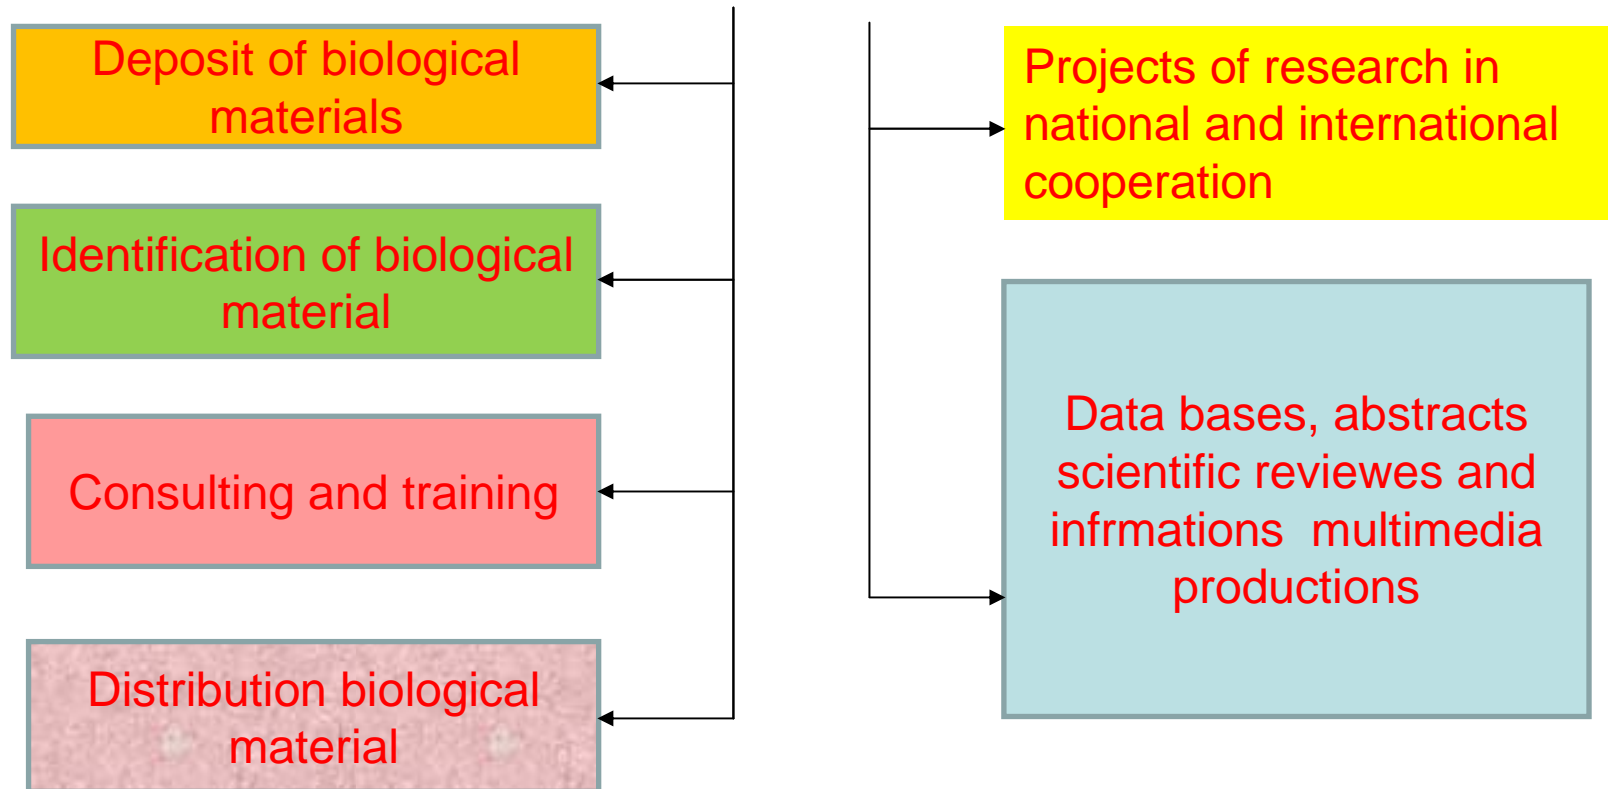 Deposit of biological
materials
Identification of biological
material
Consulting and training
Distribution biological
material
Projects of research in
national and international
cooperation
Data bases, abstracts
scientific reviewes and
infrmations  multimedia
productions